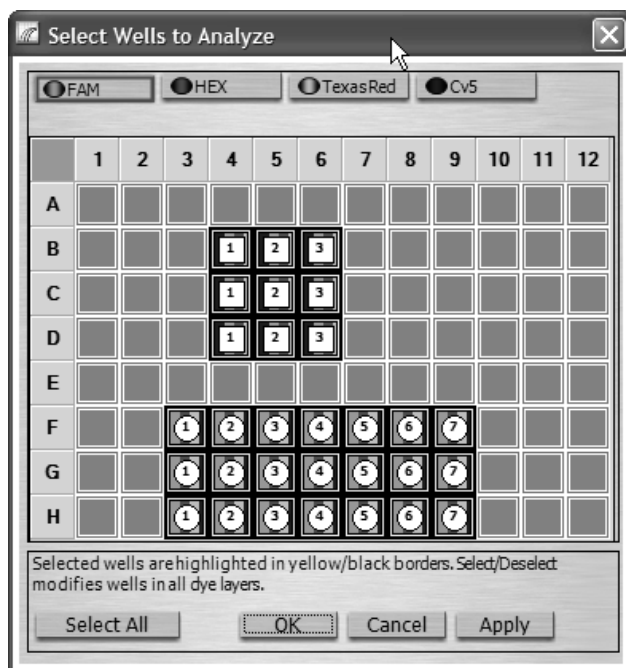 Select Wells to Analyze
FAM HEX TexasRed Cv5
1 2 3 4 5 6 7 8 9 10 11 12
A
B 1 2 3
C 1 2 3
D 1 2 3
E
F 1 2 3 4 5 6 7
G 1 2 3 4 5 6 7
H 1 2 3 4 5 6 7
Selected wells are highlighted in yellow/black borders. Select/Deselect
modifies wells in all dye layers.
Select All OK Cancel Apply